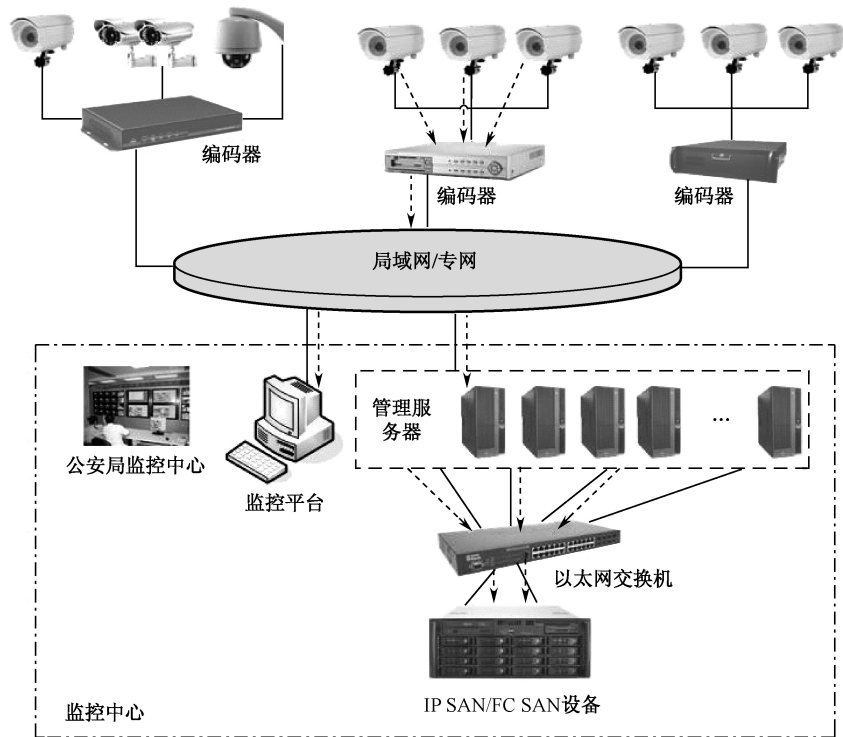 编码器
编码器
编码器
局域网/专网
管理服
务器
...
公安局监控中心
监控平台
以太网交换机
IP SAN/FC SAN设备
监控中心